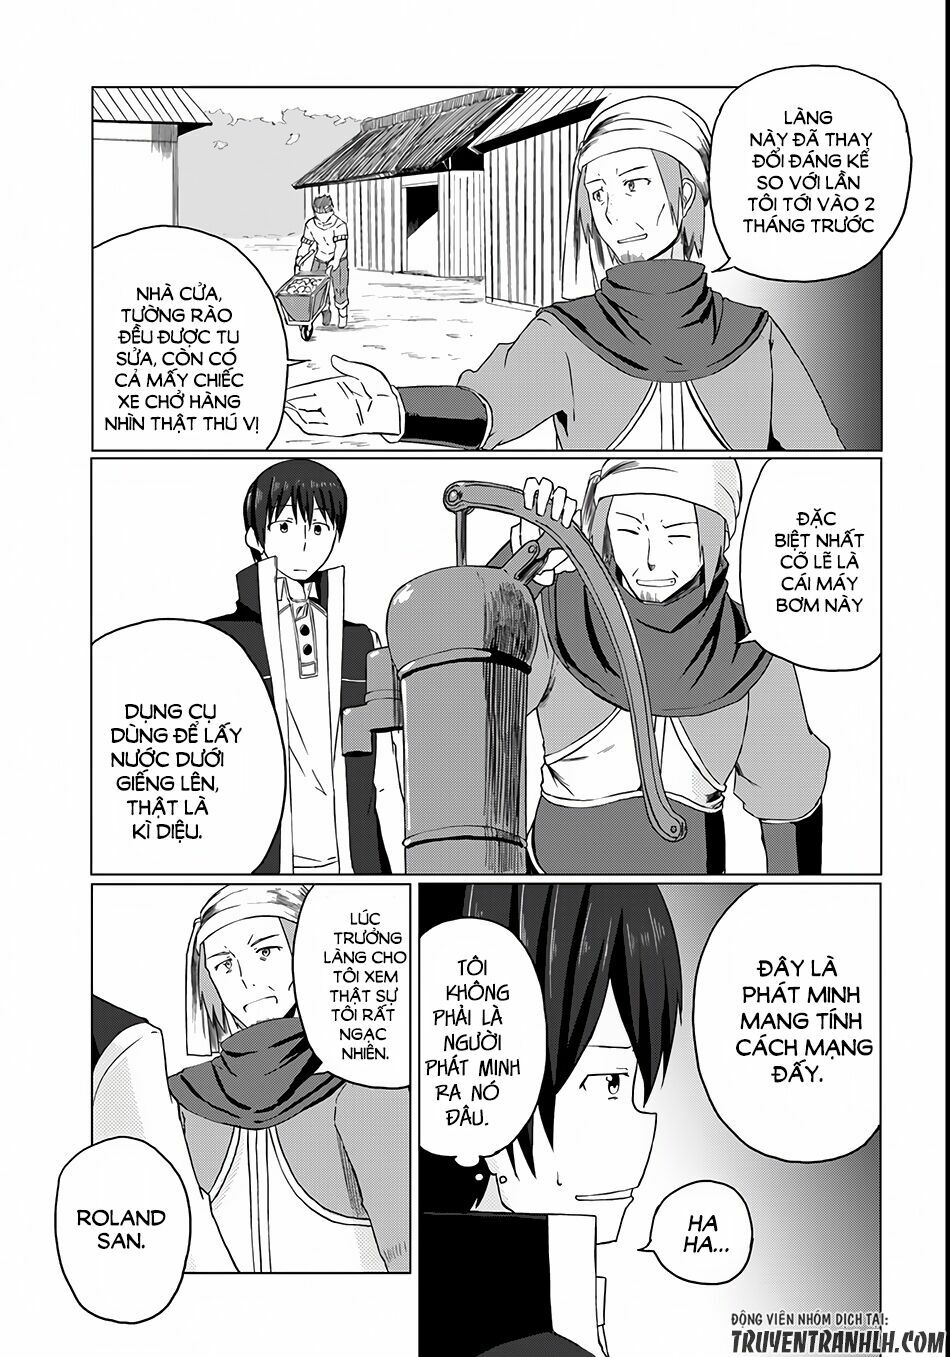 LÀNG
NÀY ĐÃ THAY
ĐỔI ĐÁNG KỂ
SO VỚI LẦN
TÔI TỚI VÀO 2
THÁNG TRƯỚC
NHÀ CỬA,
TƯỜNG RÀO
ĐỀU ĐƯỢC TU
SỬA, CÒN CÓ
CẢ MẤY CHIẾC
XE CHỞ HÀNG
NHÌN THẬT THÚ VỊ
ĐẶC
BIỆT NHẤT
CÕ LẼ LÀ
CÁI MÁY
BƠM NÀY
DỤNG CỤ
DÙNG ĐỂ LẤY
NƯỚC DƯỚI
GIẾNG LÊN,
THẬT LÀ
KÌ DIỆU.
ĐÂY LÀ
PHÁT MINH
MANG TÍNH
CÁCH MẠNG
ĐẤY.
TÔI
KHÔNG
PHẢI LÀ
NGƯỜI
PHÁT MINH
RA NÓ
ĐÂU.
HA
HA...
LÚC
TRƯỞNG
LÀNG CHO
TÔI XEM
THẬT SỰ
TÔI RẤT
NGẠC
NHIÊN.
ROLAND
SAN.
ĐỘNG VIÊN NHÓM DỊCH TẠI:
TRUYENTRANHLH.COM